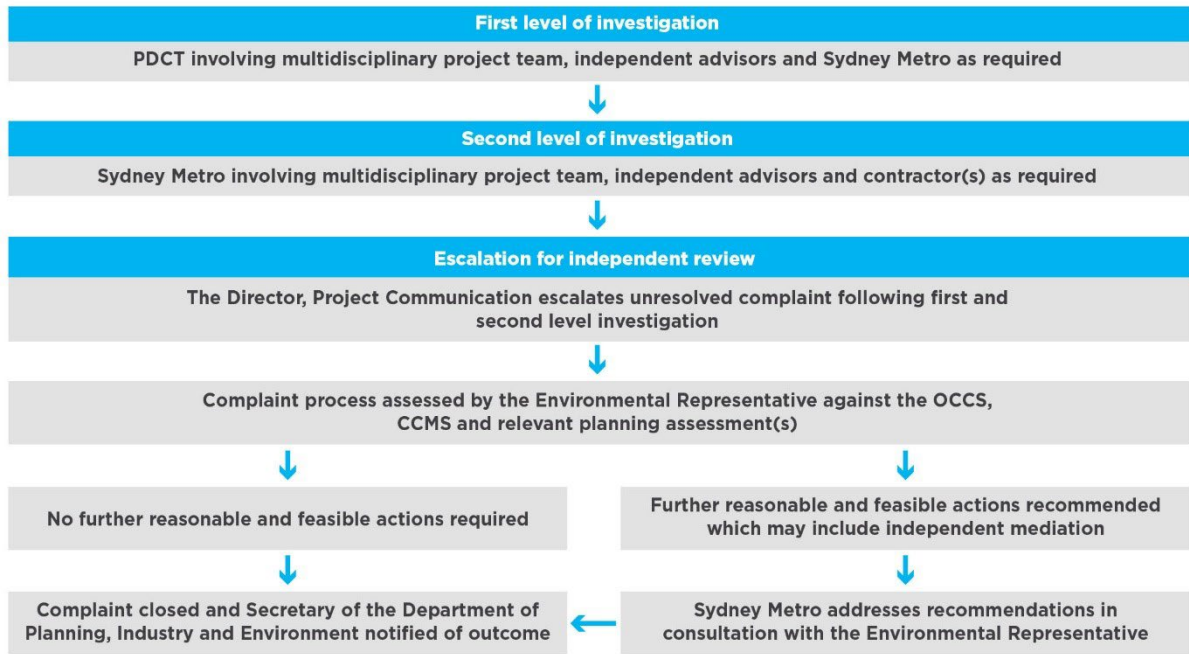 First level of investigation
PDCT involving multidisciplinary project team, independent advisors and Sydney Metro as required
Second level of investigation
Sydney Metro involving multidisciplinary project team, independent advisors and contractor(s) as required
Escalation for independent review
The Director, Project Communication escalates unresolved complaint following first and
second level investigation
Complaint process assessed by the Environmental Representative against the OCCS,
CCMS and relevant planning assessment(s)
No further reasonable and feasible actions required
Further reasonable and feasible actions recommended
which may include independent mediation
Complaint closed and Secretary of the Department of
Planning, Industry and Environment notified of outcome
Sydney Metro addresses recommendations in
consultation with the Environmental Representative